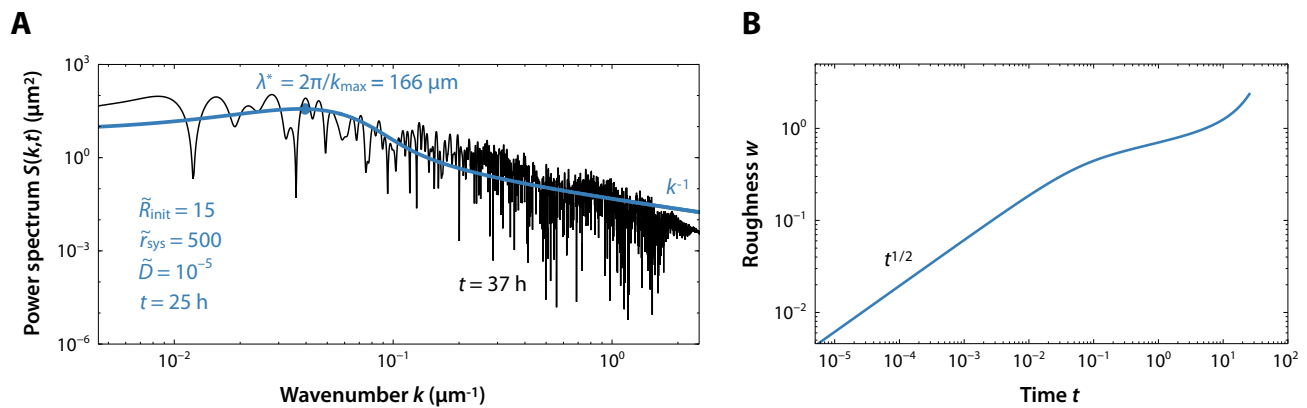 A
Power spectrum S(k,t) (μm²)
10³
10⁰
10⁻³
10⁻⁶
λ* = 2π/kₘₐₓ = 166 μm
k⁻¹
R̃init = 15
r̃sys = 500
D̃ = 10⁻⁵
t = 25 h
t = 37 h
10⁻² 10⁻¹ 10⁰
Wavenumber k (μm⁻¹)
B
Roughness w
10⁰
10⁻¹
10⁻²
t¹ᐟ²
10⁻⁵ 10⁻⁴ 10⁻³ 10⁻² 10⁻¹ 10⁰ 10¹ 10²
Time t